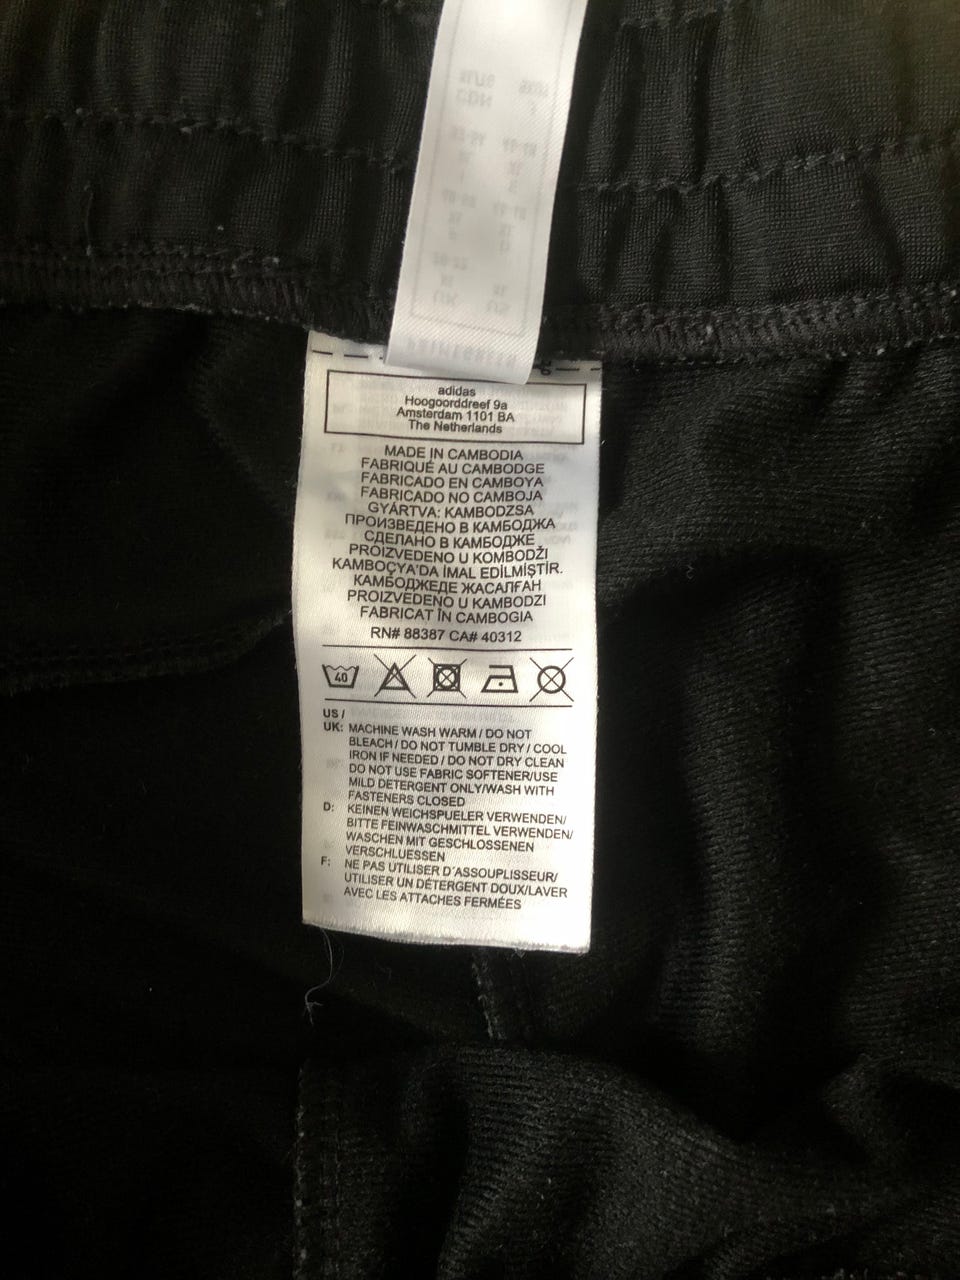 adidas
Hoogoorddreef 9a
Amsterdam 1101 BA
The Netherlands
MADE IN CAMBODIA
FABRIQUÉ AU CAMBODGE
FABRICADO EN CAMBOYA
FABRICADO NO CAMBOJA
GYÁRTVA: KAMBODZSA
ПРОИЗВЕДЕНО В КАМБОДЖА
СДЕЛАНО В КАМБОДЖЕ
PROIZVEDENO U KOMBODŽI
KAMBOÇYA'DA İMAL EDİLMİŞTİR.
КАМБОДЖЕДЕ ЖАСАЛҒАН
PROIZVEDENO U KAMBODZI
FABRICAT ÎN CAMBOGIA
RN# 88387 CA# 40312
40
US /
UK: MACHINE WASH WARM / DO NOT
BLEACH / DO NOT TUMBLE DRY / COOL
IRON IF NEEDED / DO NOT DRY CLEAN
DO NOT USE FABRIC SOFTENER/USE
MILD DETERGENT ONLY/WASH WITH
FASTENERS CLOSED
D: KEINEN WEICHSPUELER VERWENDEN/
BITTE FEINWASCHMITTEL VERWENDEN/
WASCHEN MIT GESCHLOSSENEN
VERSCHLUESSEN
F: NE PAS UTILISER D´ASSOUPLISSEUR/
UTILISER UN DÉTERGENT DOUX/LAVER
AVEC LES ATTACHES FERMÉES